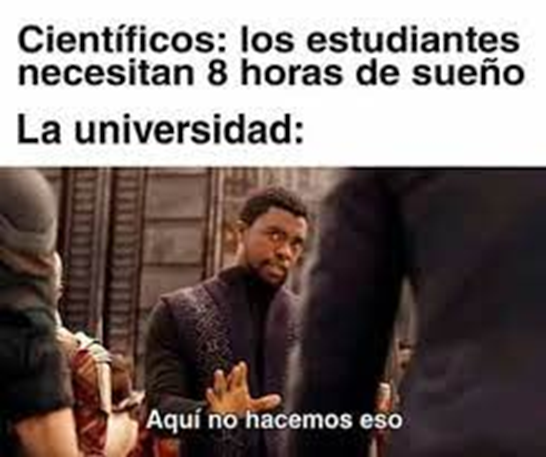 Científicos: los estudiantes
necesitan 8 horas de sueño
La universidad:
Aquí no hacemos eso